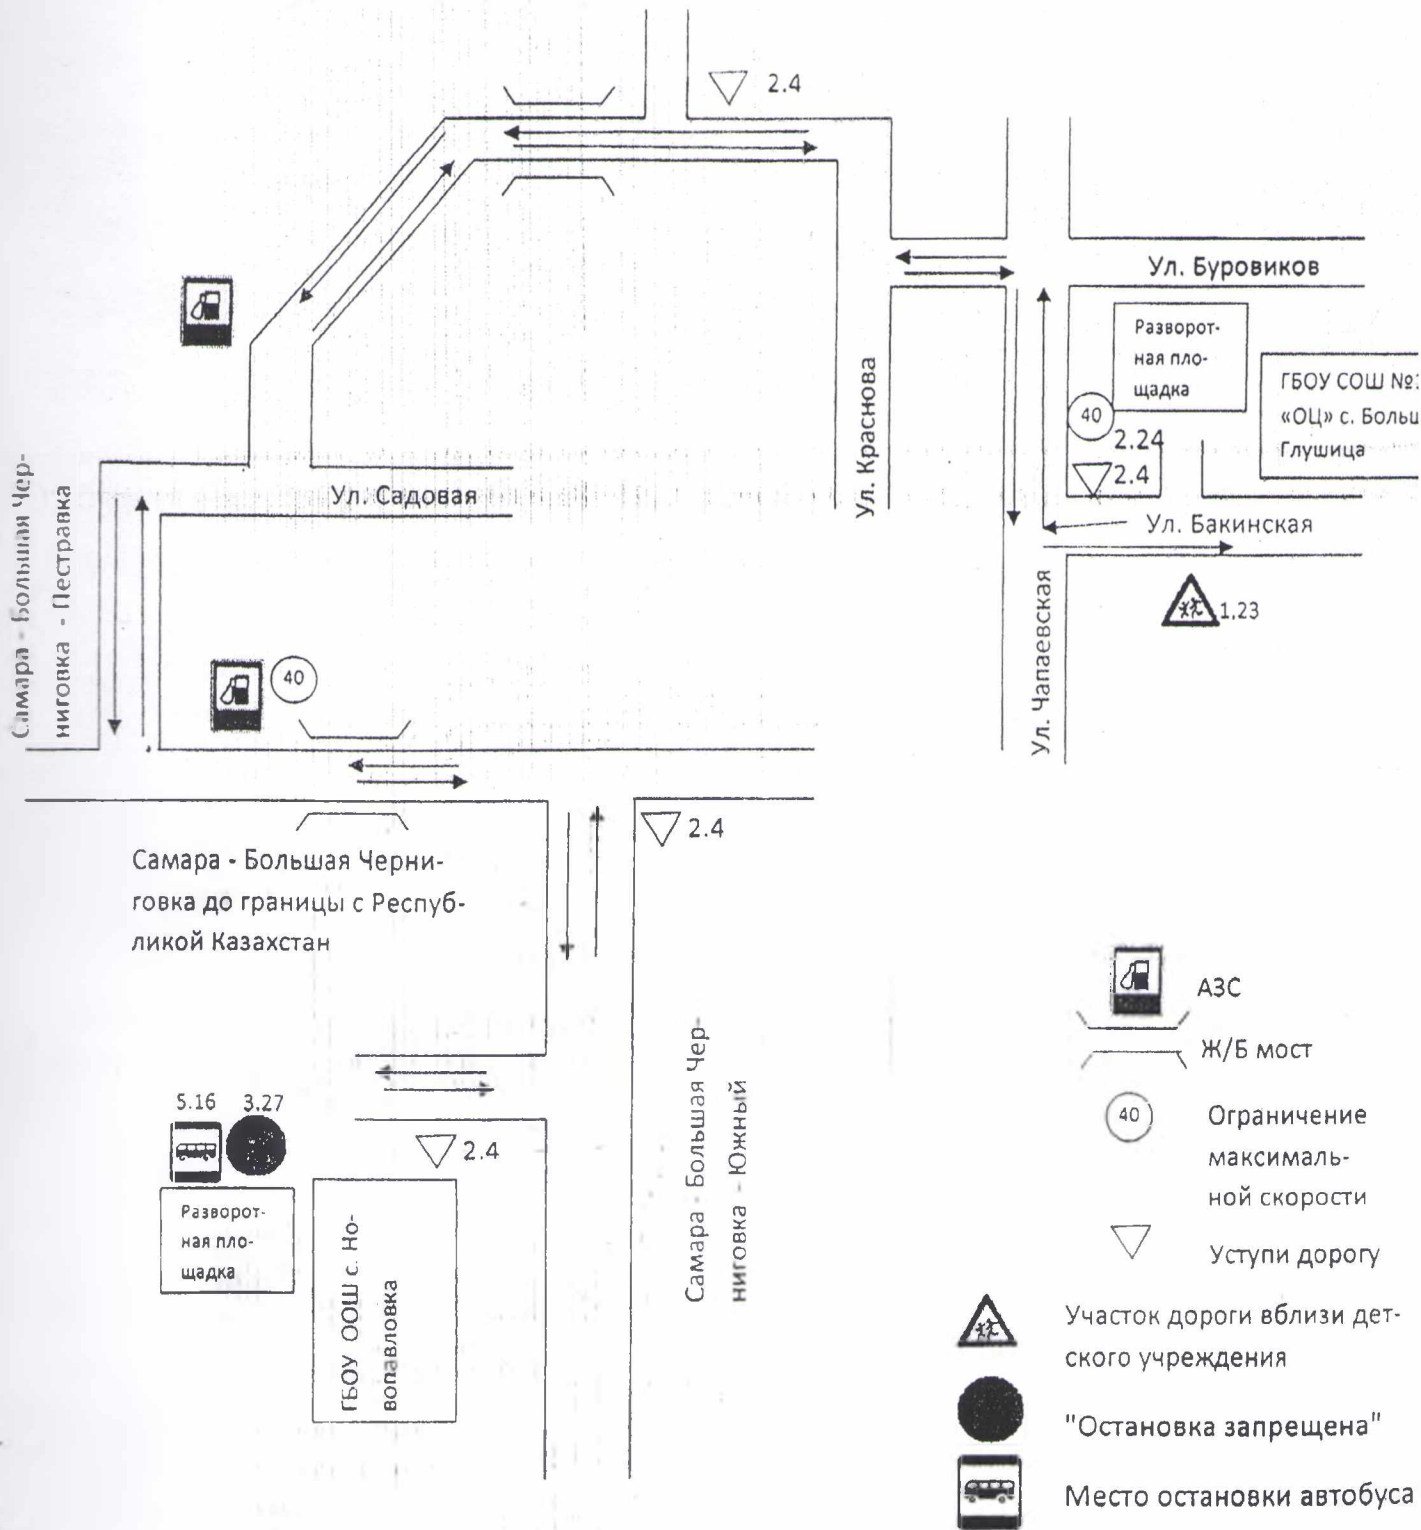 2.4
Ул. Буровиков
Разворот-
ная пло-
щадка
ГБОУ СОШ №
«ОЦ» с. Больш
Глушица
40
2.24
2.4
Ул. Краснова
Ул. Садовая
Ул. Бакинская
1,23
Ул. Чапаевская
Самара - Большая Чер-
ниговка - Пестравка
40
2.4
Самара - Большая Черни-
говка до границы с Респуб-
ликой Казахстан
Самара - Большая Чер-
ниговка - Южный
5.16 3.27
2.4
Разворот-
ная пло-
щадка
ГБОУ ООШ с. Но-
вопавловка
АЗС
Ж/Б мост
40
Ограничение
максималь-
ной скорости
Уступи дорогу
Участок дороги вблизи дет-
ского учреждения
"Остановка запрещена"
Место остановки автобуса